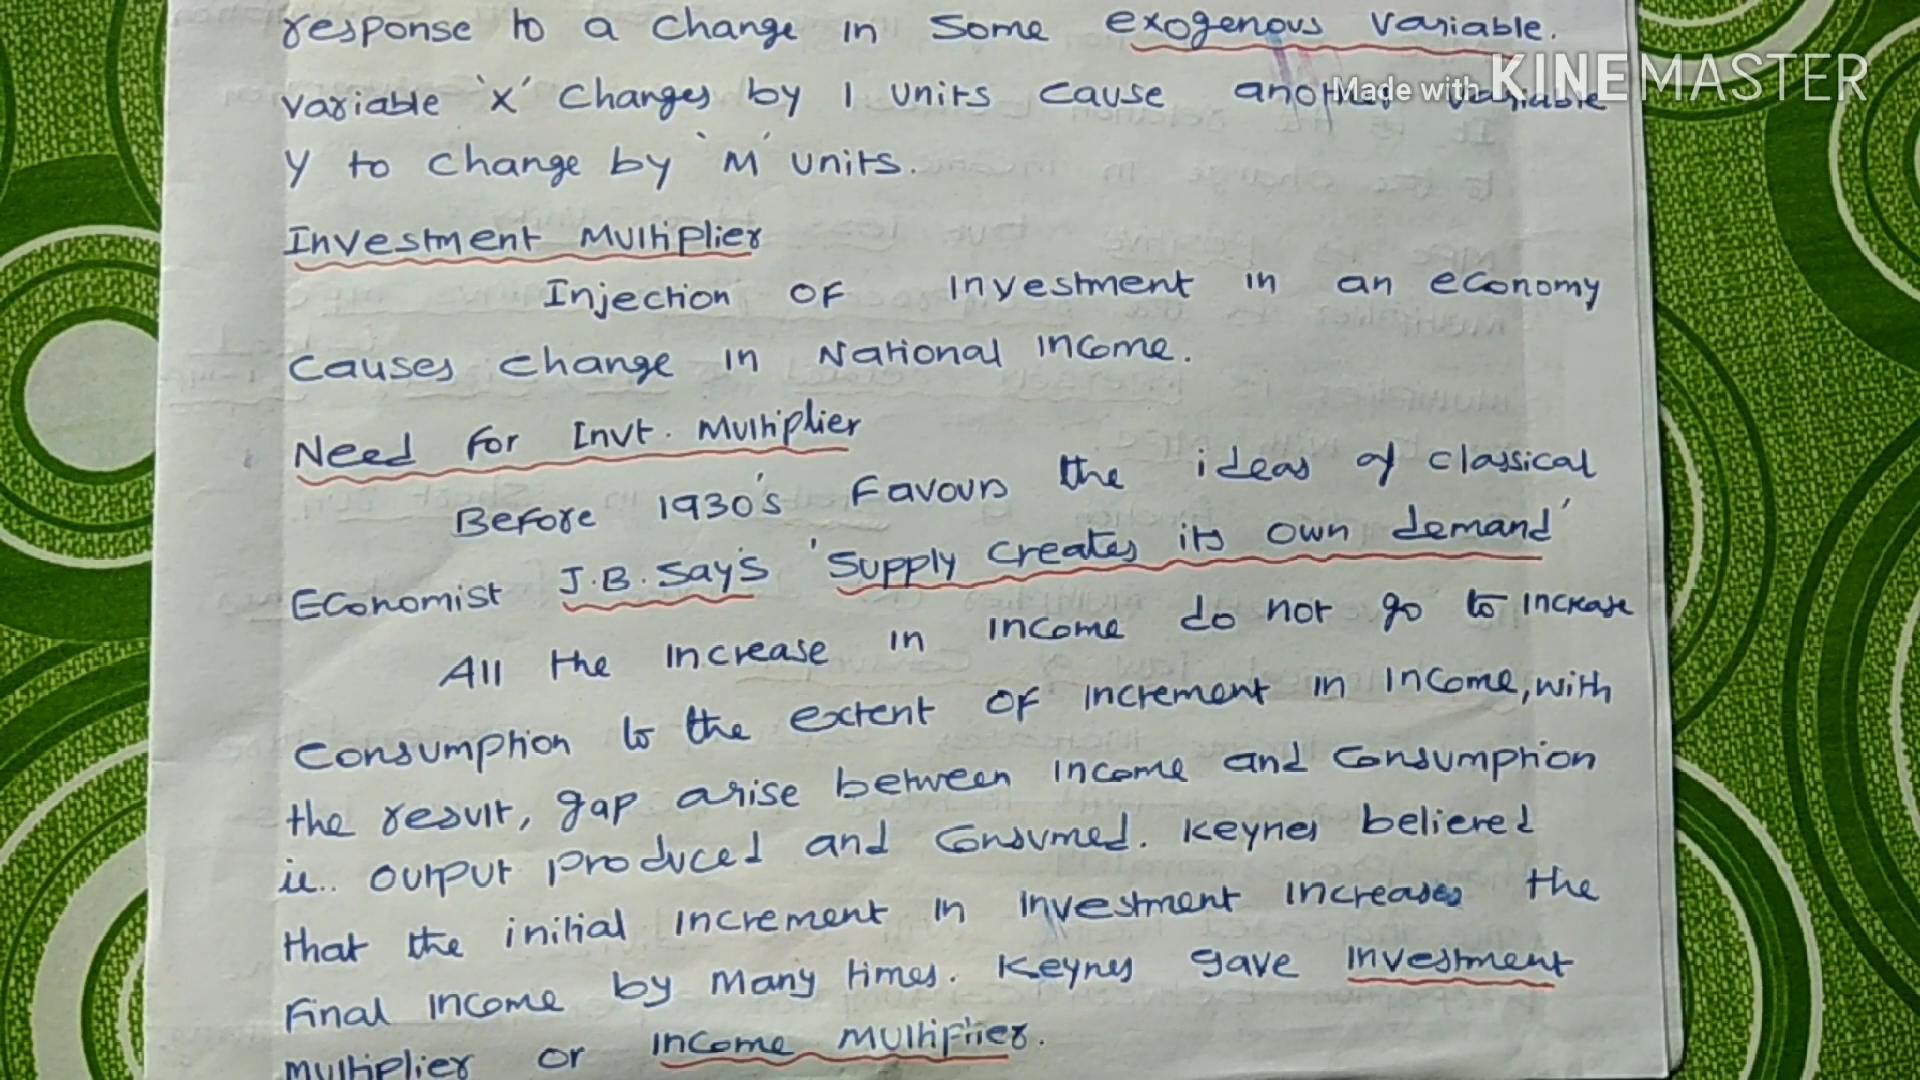 response to a change in some exogenous variable.
Made with KINEMASTER
variable 'x' changes by 1 units cause another variable
y to change by 'M' units.
Investment Multiplier
Injection of investment in an economy
causes change in National income.
Need for Invt. Multiplier
Before 1930's favours the ideas of classical
Economist J.B. Say's 'Supply creates its own demand'
All the increase in income do not go to increase
consumption to the extent of increment in income, with
the result, gap arise between income and consumption
ie.. output produced and consumed. Keynes believed
that the initial increment in investment increases the
final income by many times. Keynes gave investment
multiplier or income multiplier.